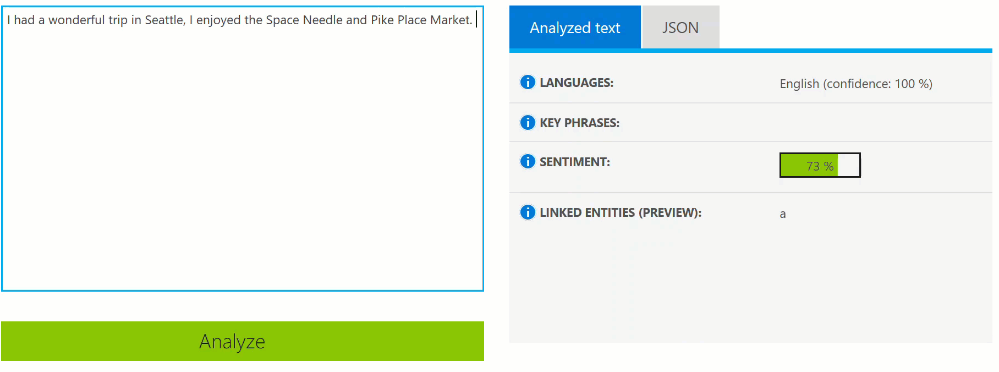 I had a wonderful trip in Seattle, I enjoyed the Space Needle and Pike Place Market.
Analyze
Analyzed text
JSON
LANGUAGES: English (confidence: 100 %)
KEY PHRASES:
SENTIMENT: 73 %
LINKED ENTITIES (PREVIEW): a